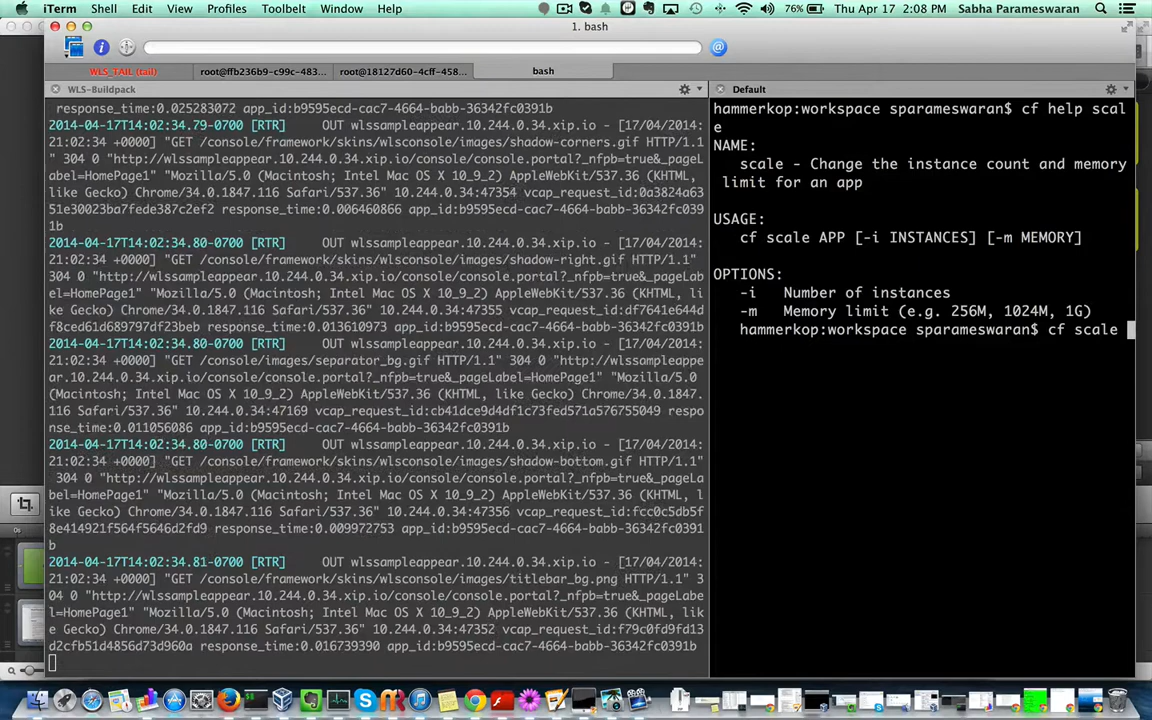 iTerm Shell Edit View Profiles Toolbelt Window Help 76% Thu Apr 17 2:08 PM Sabha Parameswaran
1. bash
WLS_TAIL (tail) root@ffb236b9-c99c-483... root@18127d60-4cff-458... bash
WLS-Buildpack
response_time:0.025283072 app_id:b9595ecd-cac7-4664-babb-36342fc0391b
2014-04-17T14:02:34.79-0700 [RTR] OUT wlssampleappear.10.244.0.34.xip.io - [17/04/2014:
21:02:34 +0000] "GET /console/framework/skins/wlsconsole/images/shadow-corners.gif HTTP/1.1
" 304 0 "http://wlssampleappear.10.244.0.34.xip.io/console/console.portal?_nfpb=true&_pageL
abel=HomePage1" "Mozilla/5.0 (Macintosh; Intel Mac OS X 10_9_2) AppleWebKit/537.36 (KHTML,
like Gecko) Chrome/34.0.1847.116 Safari/537.36" 10.244.0.34:47354 vcap_request_id:0a3824a63
51e30023ba7fede387c2ef2 response_time:0.006460866 app_id:b9595ecd-cac7-4664-babb-36342fc039
1b
2014-04-17T14:02:34.80-0700 [RTR] OUT wlssampleappear.10.244.0.34.xip.io - [17/04/2014:
21:02:34 +0000] "GET /console/framework/skins/wlsconsole/images/shadow-right.gif HTTP/1.1"
304 0 "http://wlssampleappear.10.244.0.34.xip.io/console/console.portal?_nfpb=true&_pageLab
el=HomePage1" "Mozilla/5.0 (Macintosh; Intel Mac OS X 10_9_2) AppleWebKit/537.36 (KHTML, li
ke Gecko) Chrome/34.0.1847.116 Safari/537.36" 10.244.0.34:47355 vcap_request_id:df7641e644d
f8ced61d689797df23beb response_time:0.013610973 app_id:b9595ecd-cac7-4664-babb-36342fc0391b
2014-04-17T14:02:34.80-0700 [RTR] OUT wlssampleappear.10.244.0.34.xip.io - [17/04/2014:
21:02:34 +0000] "GET /console/images/separator_bg.gif HTTP/1.1" 304 0 "http://wlssampleappe
ar.10.244.0.34.xip.io/console/console.portal?_nfpb=true&_pageLabel=HomePage1" "Mozilla/5.0
(Macintosh; Intel Mac OS X 10_9_2) AppleWebKit/537.36 (KHTML, like Gecko) Chrome/34.0.1847.
116 Safari/537.36" 10.244.0.34:47169 vcap_request_id:cb41dce9d4df1c73fed571a576755049 respo
nse_time:0.011056086 app_id:b9595ecd-cac7-4664-babb-36342fc0391b
2014-04-17T14:02:34.80-0700 [RTR] OUT wlssampleappear.10.244.0.34.xip.io - [17/04/2014:
21:02:34 +0000] "GET /console/framework/skins/wlsconsole/images/shadow-bottom.gif HTTP/1.1"
304 0 "http://wlssampleappear.10.244.0.34.xip.io/console/console.portal?_nfpb=true&_pageLa
bel=HomePage1" "Mozilla/5.0 (Macintosh; Intel Mac OS X 10_9_2) AppleWebKit/537.36 (KHTML, l
ike Gecko) Chrome/34.0.1847.116 Safari/537.36" 10.244.0.34:47356 vcap_request_id:fcc0c5db5f
8e414921f564f5646d2fd9 response_time:0.009972753 app_id:b9595ecd-cac7-4664-babb-36342fc0391
b
2014-04-17T14:02:34.81-0700 [RTR] OUT wlssampleappear.10.244.0.34.xip.io - [17/04/2014:
21:02:34 +0000] "GET /console/framework/skins/wlsconsole/images/titlebar_bg.png HTTP/1.1" 3
04 0 "http://wlssampleappear.10.244.0.34.xip.io/console/console.portal?_nfpb=true&_pageLabe
l=HomePage1" "Mozilla/5.0 (Macintosh; Intel Mac OS X 10_9_2) AppleWebKit/537.36 (KHTML, lik
e Gecko) Chrome/34.0.1847.116 Safari/537.36" 10.244.0.34:47352 vcap_request_id:f79c0fd9fd13
d2cfb51d4856d73d960a response_time:0.016739390 app_id:b9595ecd-cac7-4664-babb-36342fc0391b
Default
hammerkop:workspace sparameswaran$ cf help scal
e
NAME:
scale - Change the instance count and memory
limit for an app
USAGE:
cf scale APP [-i INSTANCES] [-m MEMORY]
OPTIONS:
-i Number of instances
-m Memory limit (e.g. 256M, 1024M, 1G)
hammerkop:workspace sparameswaran$ cf scale